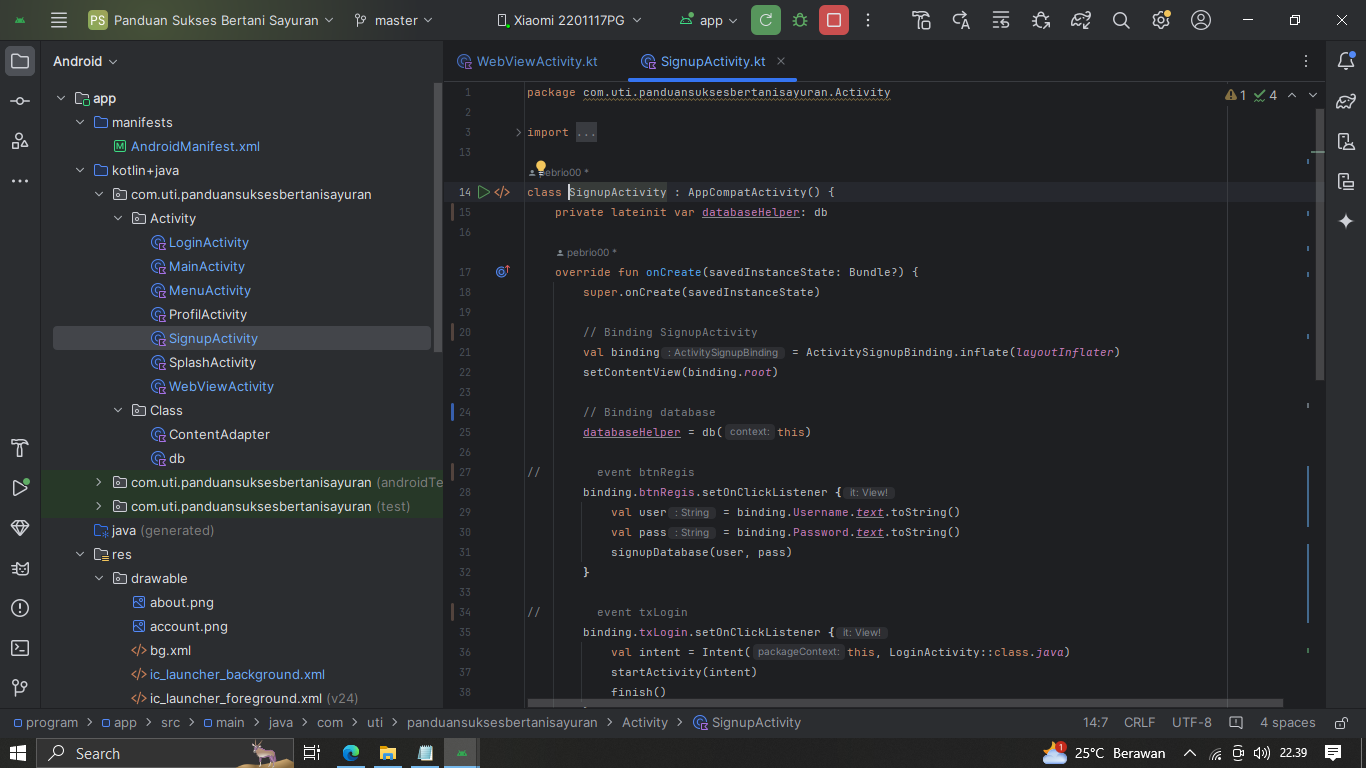 PS Panduan Sukses Bertani Sayuran master Xiaomi 2201117PG app
Android
app
manifests
AndroidManifest.xml
kotlin+java
com.uti.panduansuksesbertanisayuran
Activity
LoginActivity
MainActivity
MenuActivity
ProfilActivity
SignupActivity
SplashActivity
WebViewActivity
Class
ContentAdapter
db
com.uti.panduansuksesbertanisayuran (androidTe
com.uti.panduansuksesbertanisayuran (test)
java (generated)
res
drawable
about.png
account.png
bg.xml
ic_launcher_background.xml
ic_launcher_foreground.xml (v24)
WebViewActivity.kt SignupActivity.kt
1 package com.uti.panduansuksesbertanisayuran.Activity 1 4
2
3 import ...
13
pebrio00 *
14 class SignupActivity : AppCompatActivity() {
15 private lateinit var databaseHelper: db
16
pebrio00 *
17 override fun onCreate(savedInstanceState: Bundle?) {
18 super.onCreate(savedInstanceState)
19
20 // Binding SignupActivity
21 val binding : ActivitySignupBinding = ActivitySignupBinding.inflate(layoutInflater)
22 setContentView(binding.root)
23
24 // Binding database
25 databaseHelper = db( context: this)
26
27 // event btnRegis
28 binding.btnRegis.setOnClickListener { it: View!
29 val user : String = binding.Username.text.toString()
30 val pass : String = binding.Password.text.toString()
31 signupDatabase(user, pass)
32 }
33
34 // event txLogin
35 binding.txLogin.setOnClickListener { it: View!
36 val intent = Intent( packageContext: this, LoginActivity::class.java)
37 startActivity(intent)
38 finish()
program > app > src > main > java > com > uti > panduansuksesbertanisayuran > Activity > SignupActivity 14:7 CRLF UTF-8 4 spaces
Search 1 25°C Berawan 22.39